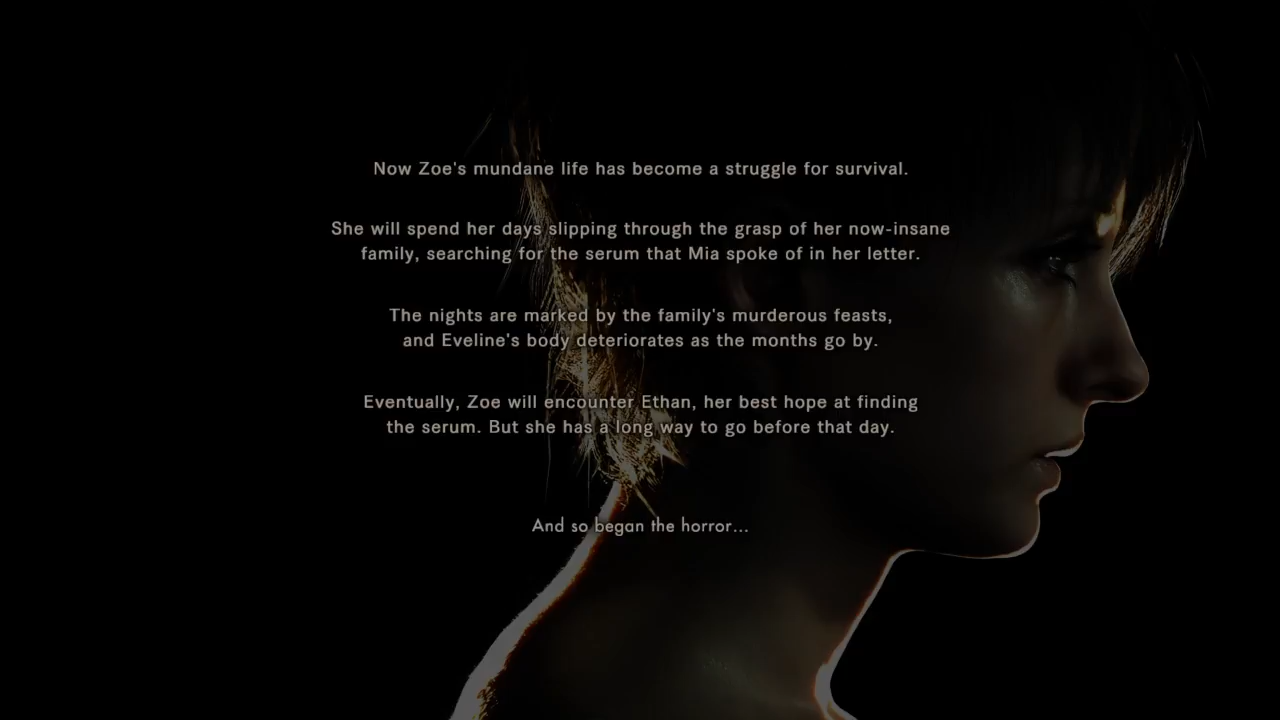 Now Zoe's mundane life has become a struggle for survival.
She will spend her days slipping through the grasp of her now-insane
family, searching for the serum that Mia spoke of in her letter.
The nights are marked by the family's murderous feasts,
and Eveline's body deteriorates as the months go by.
Eventually, Zoe will encounter Ethan, her best hope at finding
the serum. But she has a long way to go before that day.
And so began the horror...